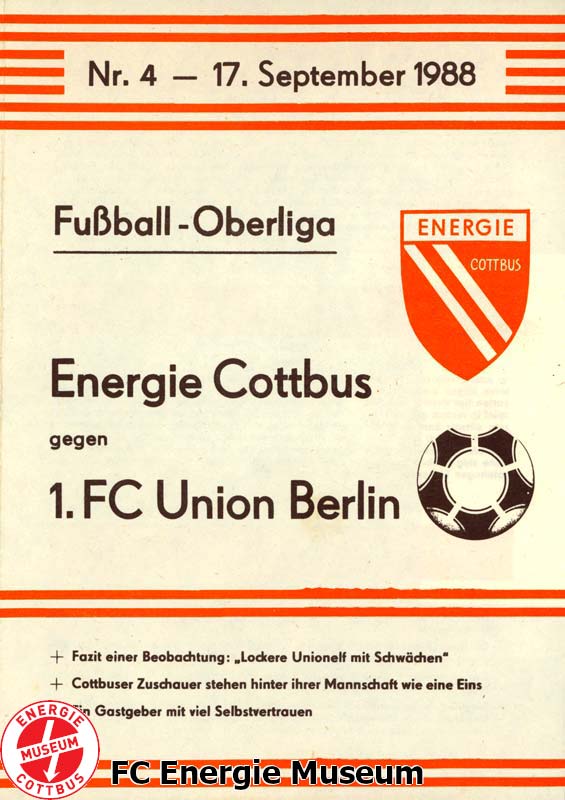 Nr. 4 — 17. September 1988
Fußball-Oberliga
ENERGIE
COTTBUS
Energie Cottbus
gegen
1. FC Union Berlin
+ Fazit einer Beobachtung: „Lockere Unionelf mit Schwächen“
+ Cottbuser Zuschauer stehen hinter ihrer Mannschaft wie eine Eins
Ein Gastgeber mit viel Selbstvertrauen
ENERGIE
MUSEUM
COTTBUS
FC Energie Museum